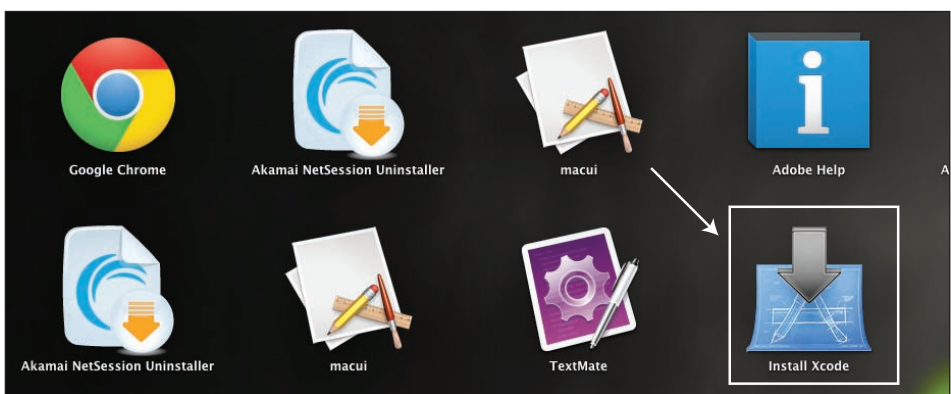 Google Chrome
Akamai NetSession Uninstaller
macui
Adobe Help
A
Akamai NetSession Uninstaller
macui
TextMate
Install Xcode